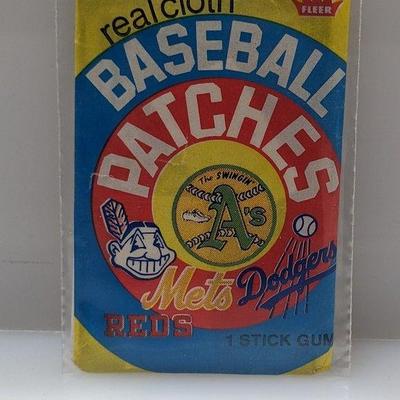 real cloth
FLEER
BASEBALL
PATCHES
The SWINGIN'
A's
Mets
Dodgers
REDS
1 STICK GUM